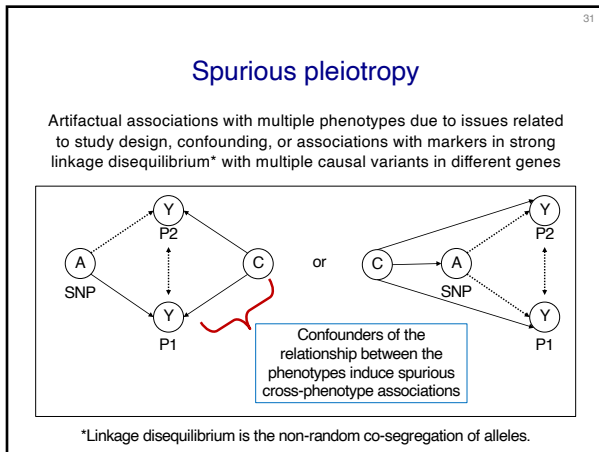 31
Spurious pleiotropy
Artifactual associations with multiple phenotypes due to issues related
to study design, confounding, or associations with markers in strong
linkage disequilibrium* with multiple causal variants in different genes
Y
P2
A
SNP
C
Y
P1
or
Y
P2
C
A
SNP
Y
P1
Confounders of the
relationship between the
phenotypes induce spurious
cross-phenotype associations
*Linkage disequilibrium is the non-random co-segregation of alleles.